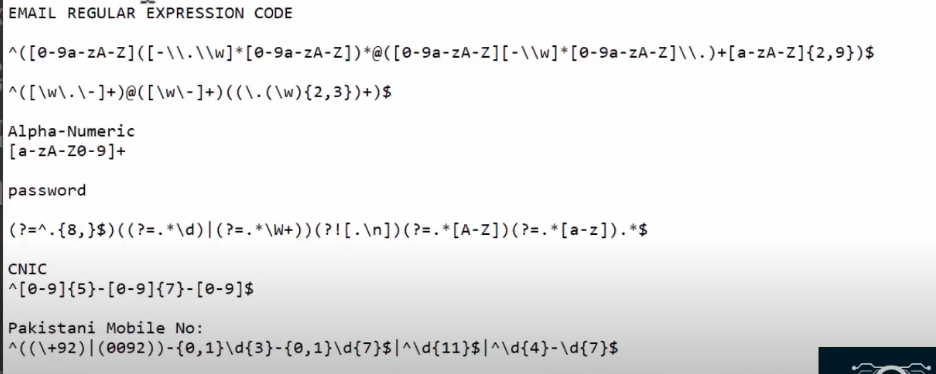 EMAIL REGULAR EXPRESSION CODE
^([0-9a-zA-Z]([-\\.\\w]*[0-9a-zA-Z])*@([0-9a-zA-Z][-\\w]*[0-9a-zA-Z]\\.)+[a-zA-Z]{2,9})$
^([\w\.\-]+)@([\w\-]+)((\.(\w){2,3})+)$
Alpha-Numeric
[a-zA-Z0-9]+
password
(?=^.{8,}$)((?=.*\d)|(?=.*\W+))(?![.\n])(?=.*[A-Z])(?=.*[a-z]).*$
CNIC
^[0-9]{5}-[0-9]{7}-[0-9]$
Pakistani Mobile No:
^((\+92)|(0092))-{0,1}\d{3}-{0,1}\d{7}$|^\d{11}$|^\d{4}-\d{7}$